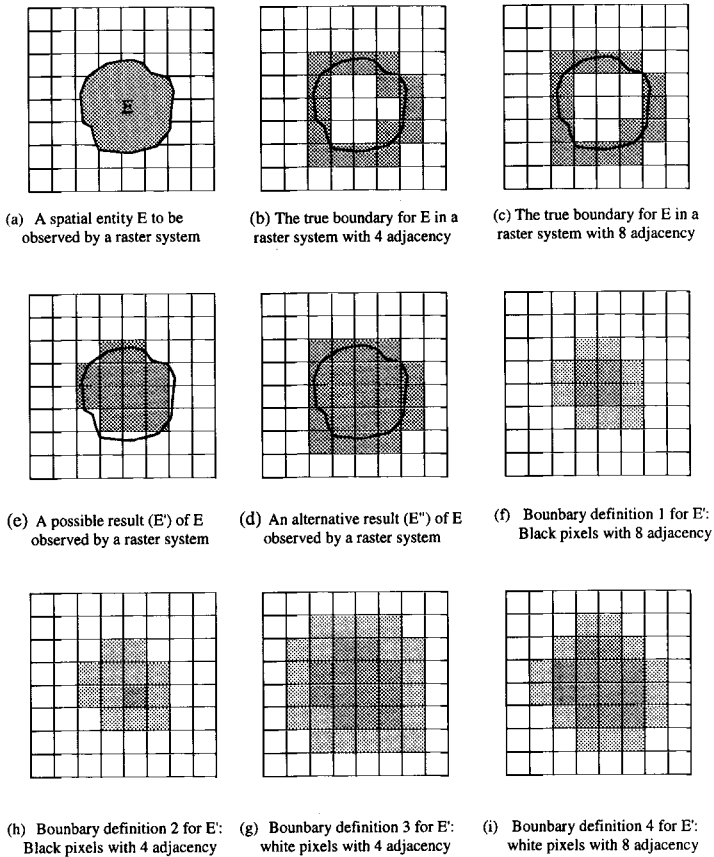 E
(a) A spatial entity E to be
observed by a raster system
(b) The true boundary for E in a
raster system with 4 adjacency
(c) The true boundary for E in a
raster system with 8 adjacency
(e) A possible result (E') of E
observed by a raster system
(d) An alternative result (E") of E
observed by a raster system
(f) Bounbary definition 1 for E':
Black pixels with 8 adjacency
(h) Bounbary definition 2 for E':
Black pixels with 4 adjacency
(g) Bounbary definition 3 for E':
white pixels with 4 adjacency
(i) Bounbary definition 4 for E':
white pixels with 8 adjacency